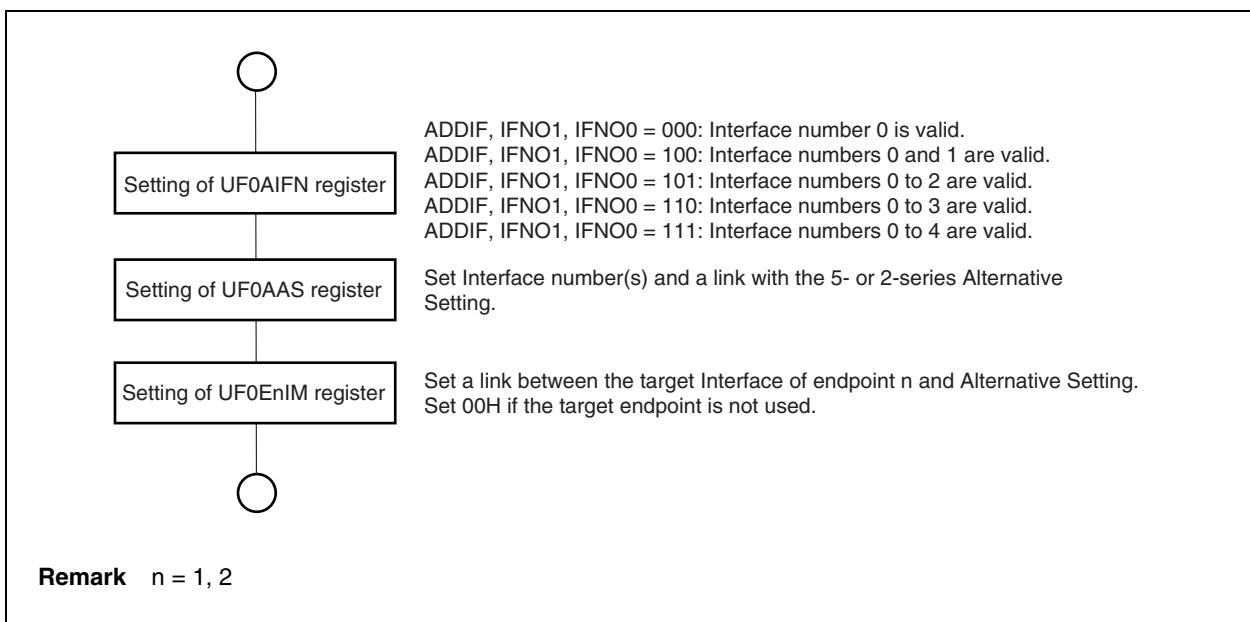 ADDIF, IFNO1, IFNO0 = 000: Interface number 0 is valid.
ADDIF, IFNO1, IFNO0 = 100: Interface numbers 0 and 1 are valid.
Setting of UF0AIFN register
ADDIF, IFNO1, IFNO0 = 101: Interface numbers 0 to 2 are valid.
ADDIF, IFNO1, IFNO0 = 110: Interface numbers 0 to 3 are valid.
ADDIF, IFNO1, IFNO0 = 111: Interface numbers 0 to 4 are valid.
Setting of UF0AAS register
Set Interface number(s) and a link with the 5- or 2-series Alternative
Setting.
Setting of UF0EnIM register
Set a link between the target Interface of endpoint n and Alternative Setting.
Set 00H if the target endpoint is not used.
Remark n = 1, 2